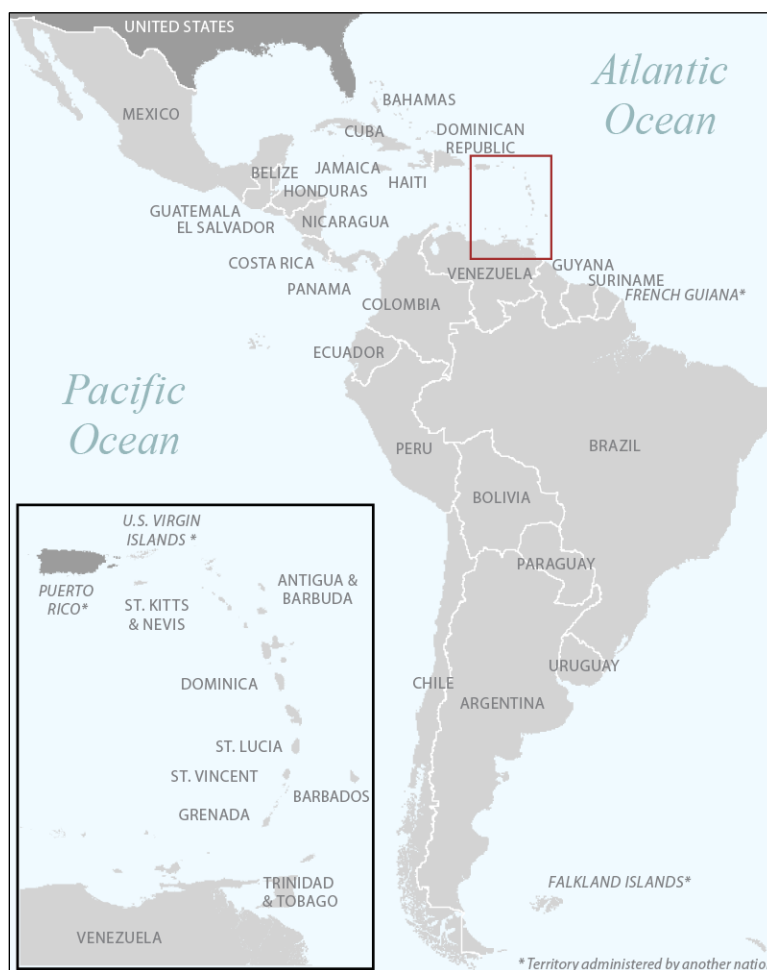 UNITED STATES
Atlantic
Ocean
BAHAMAS
MEXICO
CUBA
DOMINICAN
REPUBLIC
BELIZE
JAMAICA
HAITI
HONDURAS
GUATEMALA
EL SALVADOR
NICARAGUA
COSTA RICA
PANAMA
VENEZUELA
GUYANA
SURINAME
FRENCH GUIANA*
COLOMBIA
ECUADOR
Pacific
Ocean
PERU
BRAZIL
BOLIVIA
PARAGUAY
URUGUAY
CHILE
ARGENTINA
FALKLAND ISLANDS*
U.S. VIRGIN
ISLANDS *
PUERTO
RICO*
ST. KITTS
& NEVIS
ANTIGUA &
BARBUDA
DOMINICA
ST. LUCIA
ST. VINCENT
BARBADOS
GRENADA
TRINIDAD
& TOBAGO
VENEZUELA
* Territory administered by another natio